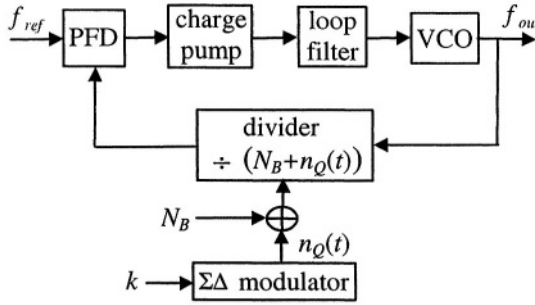 f_ref
PFD
charge
pump
loop
filter
VCO
f_ou
divider
÷ (N_B+n_Q(t))
N_B
n_Q(t)
k
ΣΔ modulator